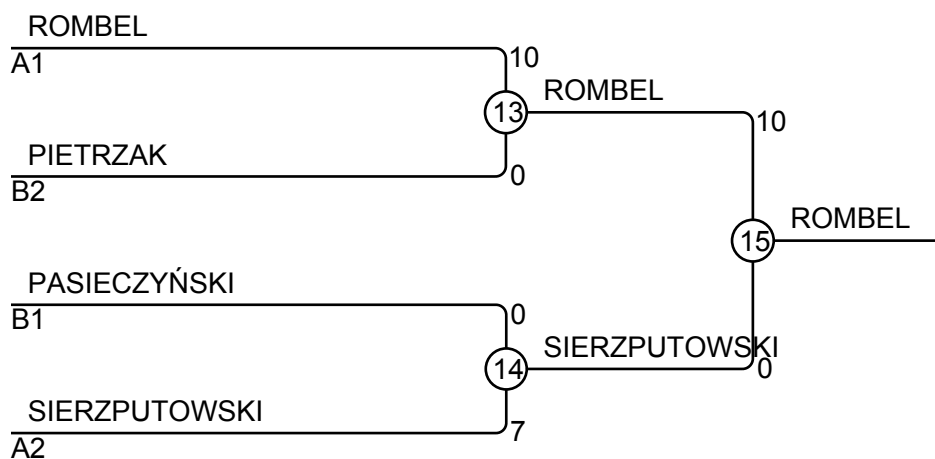 ROMBEL
A1
10
13
ROMBEL
10
PIETRZAK
B2
0
15
ROMBEL
PASIECZYŃSKI
B1
0
14
SIERZPUTOWSKI
0
SIERZPUTOWSKI
A2
7